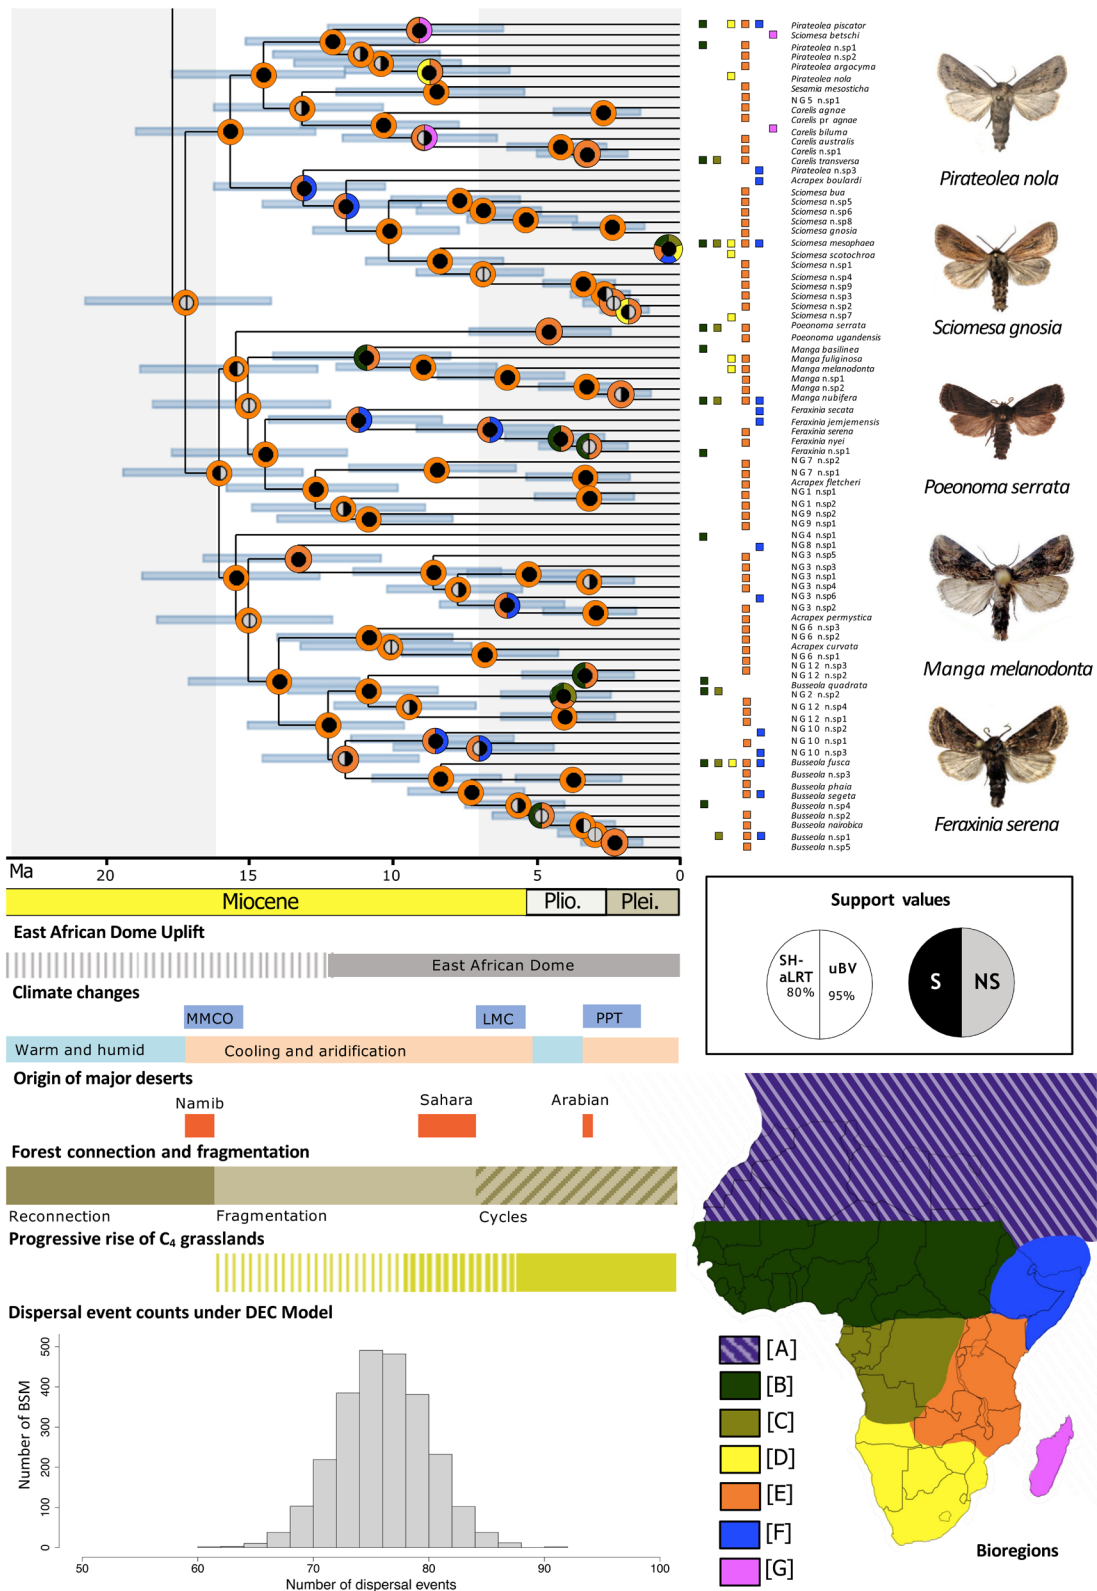 Pirateolea piscator
Sciomesa betschi
Pirateolea n.sp1
Pirateolea n.sp2
Pirateolea argocyma
Pirateolea nola
Sesamia mesosticha
NG5 n.sp1
Carelis agnae
Carelis pr agnae
Carelis biluma
Carelis australis
Carelis n.sp1
Carelis transversa
Pirateolea n.sp3
Acrapex boulardi
Sciomesa bua
Sciomesa n.sp5
Sciomesa n.sp6
Sciomesa n.sp8
Sciomesa gnosia
Sciomesa mesophaea
Sciomesa scotochroa
Sciomesa n.sp1
Sciomesa n.sp4
Sciomesa n.sp9
Sciomesa n.sp3
Sciomesa n.sp2
Sciomesa n.sp7
Poeonoma serrata
Poeonoma ugandensis
Manga basilinea
Manga fuliginosa
Manga melanodonta
Manga n.sp1
Manga n.sp2
Manga nubifera
Feraxinia secata
Feraxinia jemjemensis
Feraxinia serena
Feraxinia nyei
Feraxinia n.sp1
NG7 n.sp2
NG7 n.sp1
Acrapex fletcheri
NG1 n.sp1
NG1 n.sp2
NG9 n.sp2
NG9 n.sp1
NG4 n.sp1
NG8 n.sp1
NG3 n.sp5
NG3 n.sp3
NG3 n.sp1
NG3 n.sp4
NG3 n.sp6
NG3 n.sp2
Acrapex permystica
NG6 n.sp3
NG6 n.sp2
Acrapex curvata
NG6 n.sp1
NG12 n.sp3
NG12 n.sp2
Busseola quadrata
NG2 n.sp2
NG12 n.sp4
NG12 n.sp1
NG10 n.sp2
NG10 n.sp1
NG10 n.sp3
Busseola fusca
Busseola n.sp3
Busseola phaia
Busseola segeta
Busseola n.sp4
Busseola n.sp2
Busseola nairobica
Busseola n.sp1
Busseola n.sp5
Pirateolea nola
Sciomesa gnosia
Poeonoma serrata
Manga melanodonta
Feraxinia serena
Ma 20 15 10 5 0
Miocene Plio. Plei.
East African Dome Uplift
East African Dome
Climate changes
MMCO LMC PPT
Warm and humid Cooling and aridification
Origin of major deserts
Namib Sahara Arabian
Forest connection and fragmentation
Reconnection Fragmentation Cycles
Progressive rise of C4 grasslands
Dispersal event counts under DEC Model
Number of BSM
500
400
300
200
100
0
50 60 70 80 90 100
Number of dispersal events
Support values
SH-
aLRT
80%
uBV
95%
S NS
[A]
[B]
[C]
[D]
[E]
[F]
[G]
Bioregions